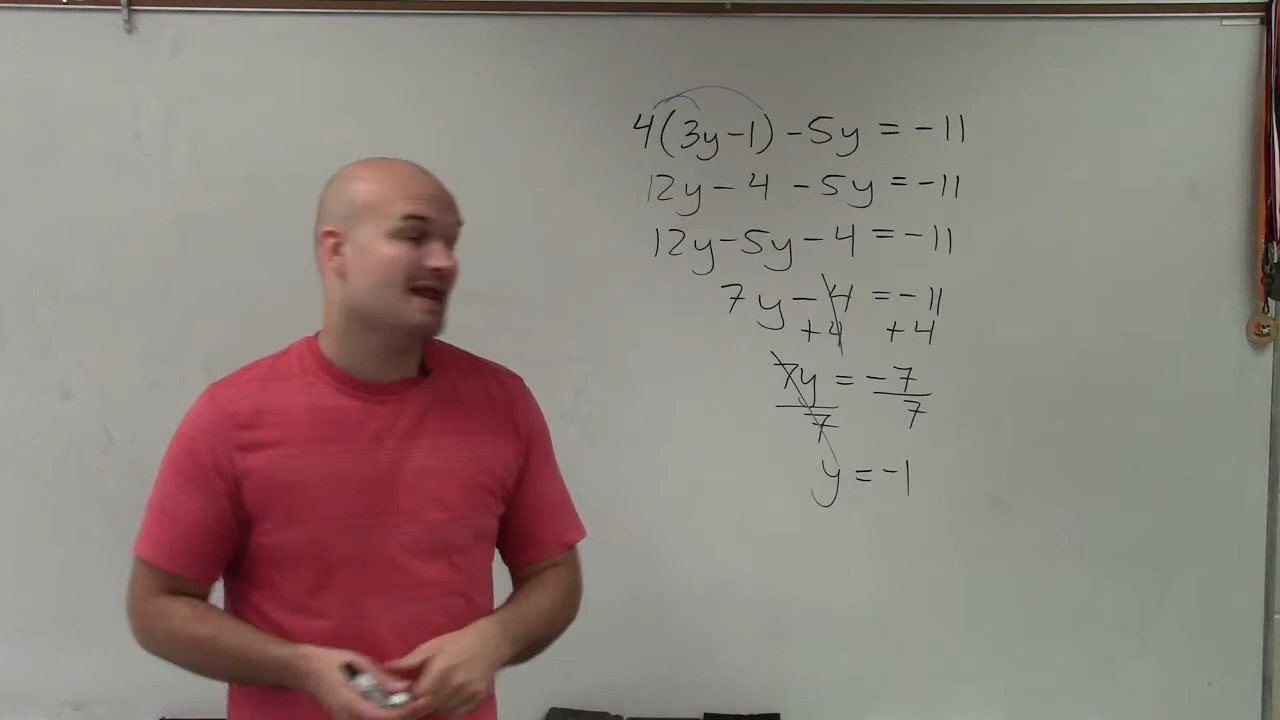 4(3y-1)-5y=-11
12y-4-5y=-11
12y-5y-4=-11
7y-4=-11
+4 +4
7y=-7
7 7
y=-1